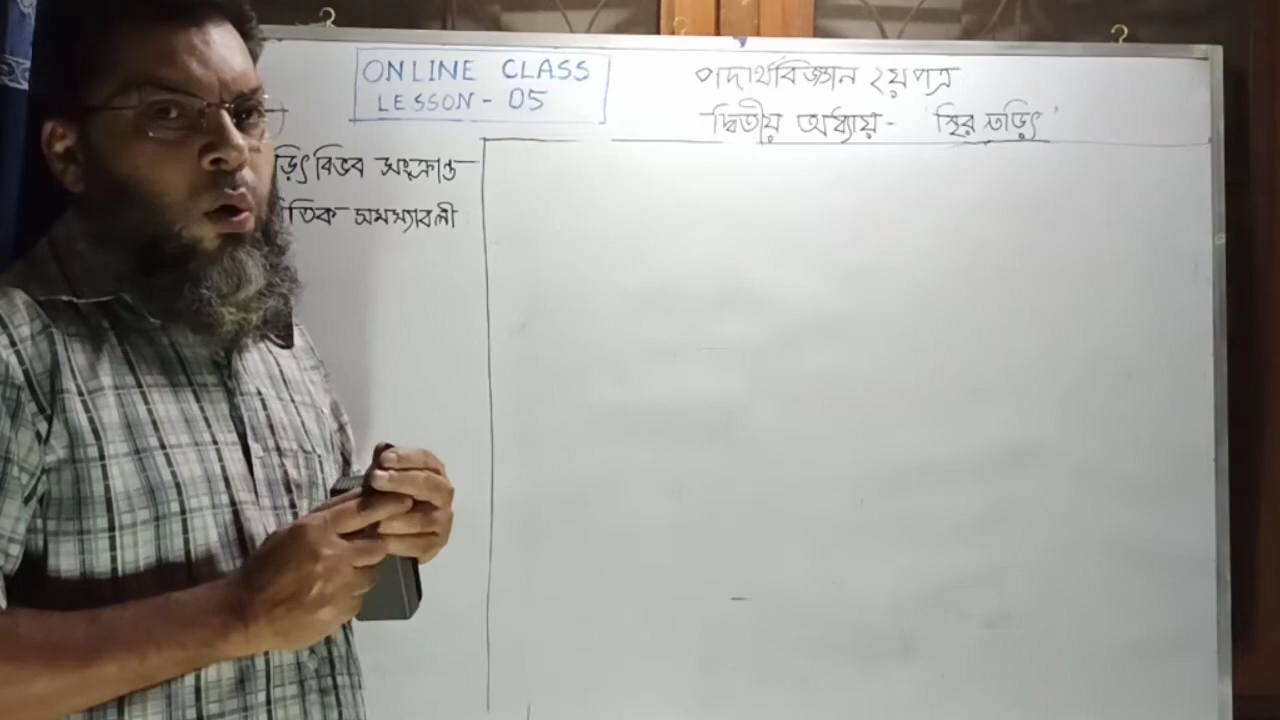 ONLINE CLASS
LESSON - 05
পদার্থবিজ্ঞান ২য় পত্র
দ্বিতীয় অধ্যায় - 'স্থির তড়িৎ'
ড়িৎ বিভব সংক্রান্ত
তিক সমস্যাবলী